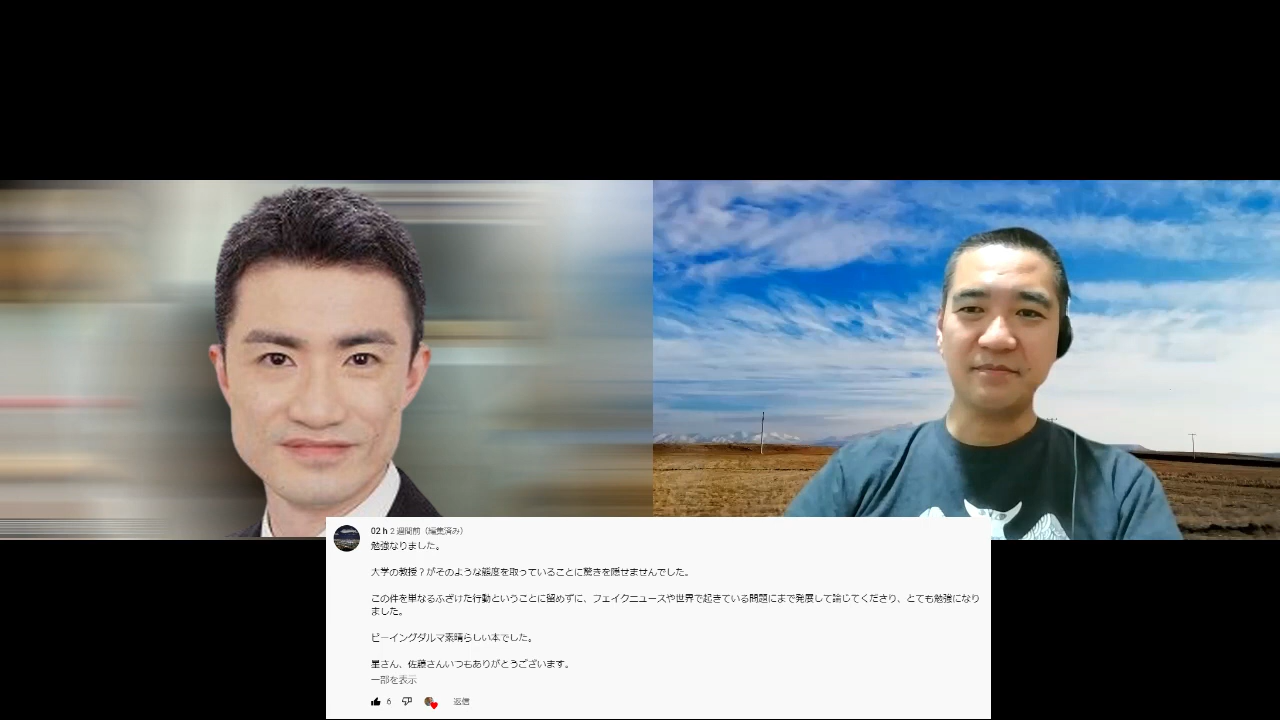 02 h 2 週間前（編集済み）
勉強なりました。
大学の教授？がそのような態度を取っていることに驚きを隠せませんでした。
この件を単なるふざけた行動ということに留めずに、フェイクニュースや世界で起きている問題にまで発展して論じてくださり、とても勉強になり
ました。
ビーイングダルマ素晴らしい本でした。
星さん、佐藤さんいつもありがとうございます。
一部を表示
6 返信